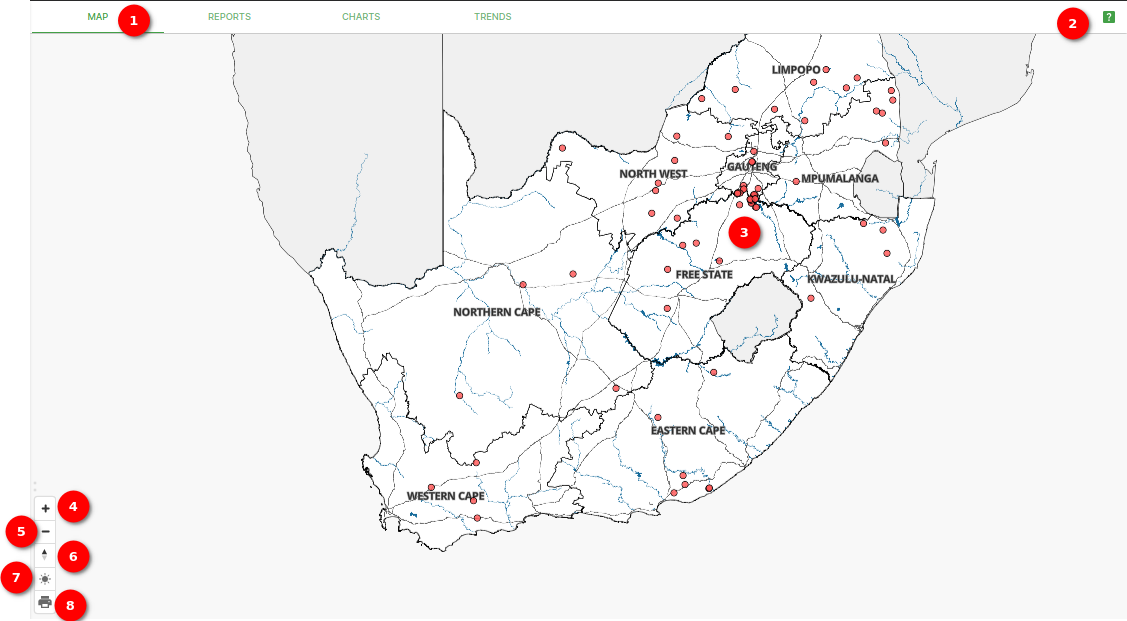 MAP 1 REPORTS CHARTS TRENDS 2 ?
LIMPOPO
GAUTENG
NORTH WEST
MPUMALANGA
3
FREE STATE
KWAZULU-NATAL
NORTHERN CAPE
EASTERN CAPE
WESTERN CAPE
+ 4
5 −
6
7
8